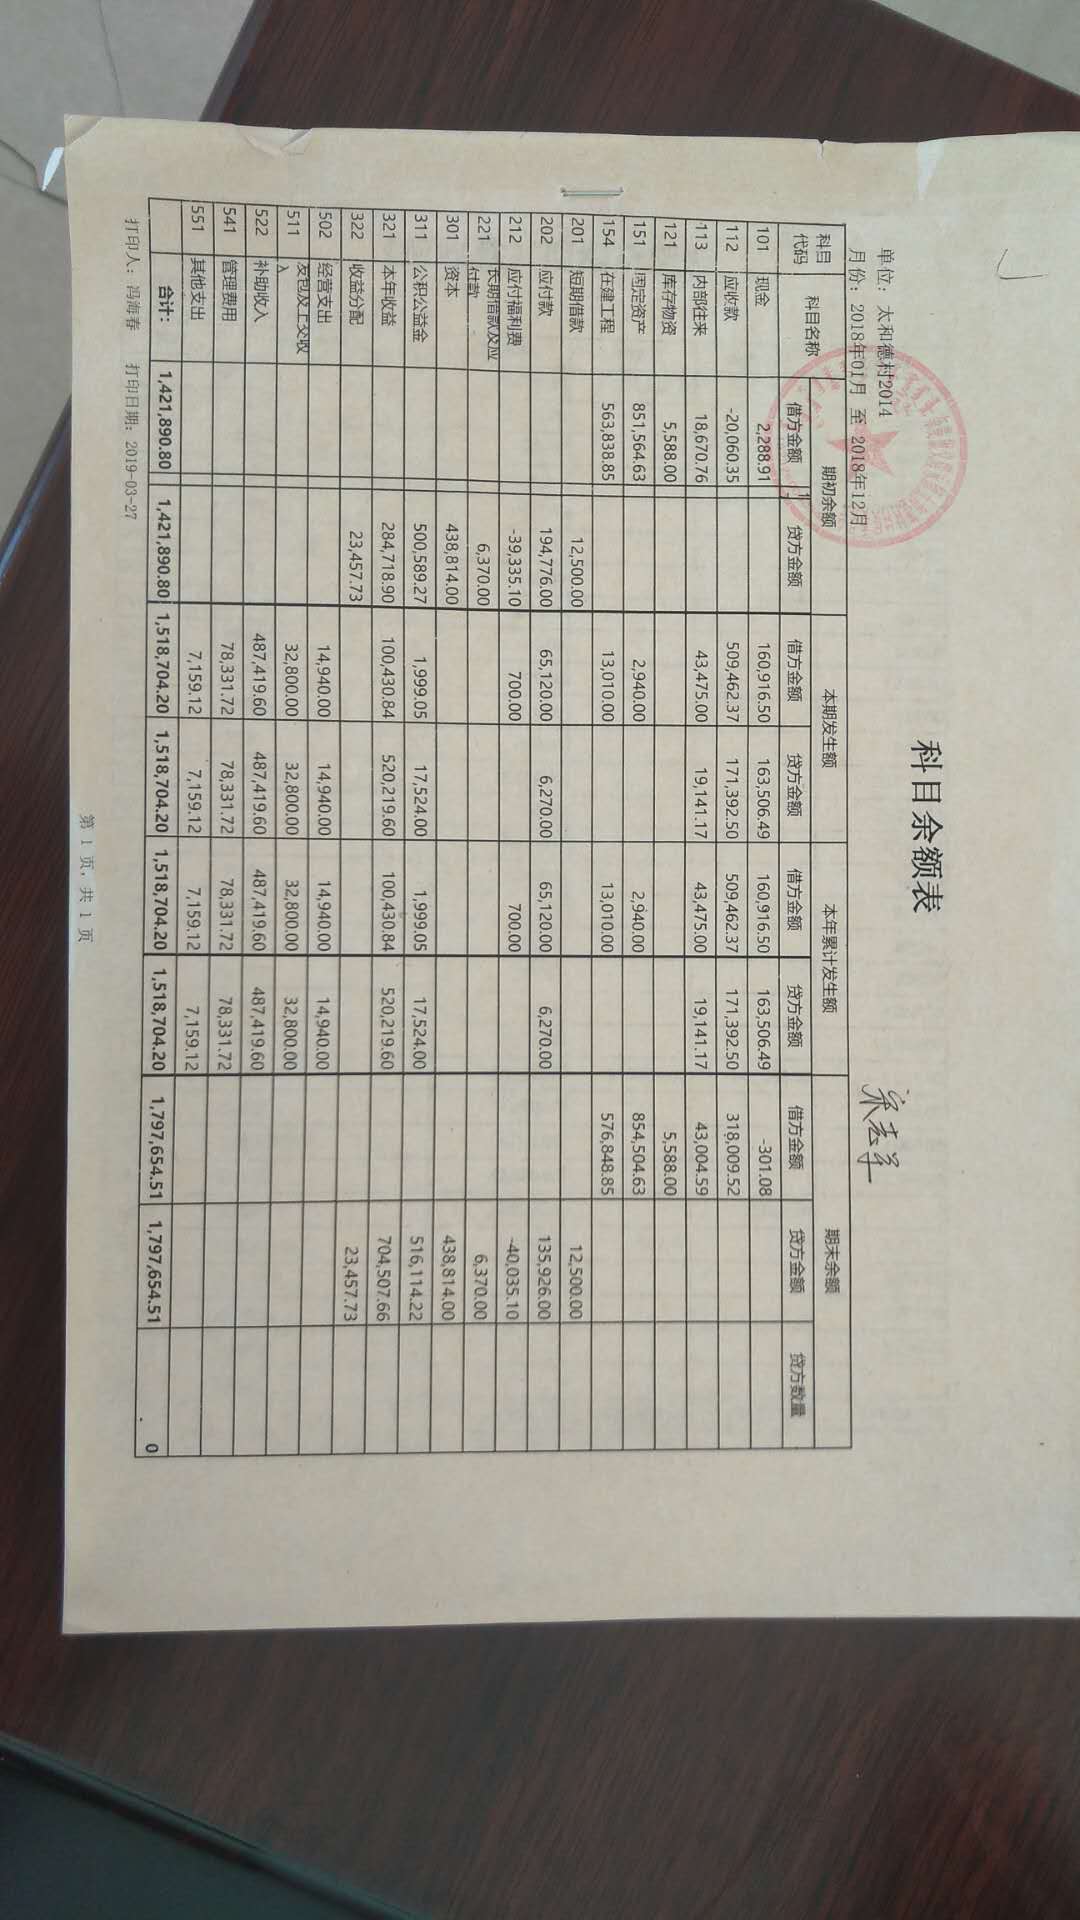 科目余额表
单位：太和德村2014
月份：2018年01月 至 2018年12月
科目代码 科目名称 期初余额 本期发生额 本年累计发生额 期末余额
借方金额 贷方金额 借方金额 贷方金额 借方金额 贷方金额 借方金额 贷方金额 贷方数量
101 现金 2,288.91 160,916.50 163,506.49 160,916.50 163,506.49 -301.08
112 应收款 -20,060.35 509,462.37 171,392.50 509,462.37 171,392.50 318,009.52
113 内部往来 18,670.76 43,475.00 19,141.17 43,475.00 19,141.17 43,004.59
121 库存物资 5,588.00 5,588.00
151 固定资产 851,564.63 2,940.00 2,940.00 854,504.63
154 在建工程 563,838.85 13,010.00 13,010.00 576,848.85
201 短期借款 12,500.00 12,500.00
202 应付款 194,776.00 65,120.00 6,270.00 65,120.00 6,270.00 135,926.00
212 应付福利费 -39,335.10 700.00 700.00 -40,035.10
221 长期借款及应付款 6,370.00 6,370.00
301 资本 438,814.00 438,814.00
311 公积公益金 500,589.27 1,999.05 17,524.00 1,999.05 17,524.00 516,114.22
321 本年收益 284,718.90 100,430.84 520,219.60 100,430.84 520,219.60 704,507.66
322 收益分配 23,457.73 23,457.73
502 经营支出 14,940.00 14,940.00 14,940.00 14,940.00
511 发包及上交收入 32,800.00 32,800.00 32,800.00 32,800.00
522 补助收入 487,419.60 487,419.60 487,419.60 487,419.60
541 管理费用 78,331.72 78,331.72 78,331.72 78,331.72
551 其他支出 7,159.12 7,159.12 7,159.12 7,159.12
合计： 1,421,890.80 1,421,890.80 1,518,704.20 1,518,704.20 1,518,704.20 1,518,704.20 1,797,654.51 1,797,654.51 0
打印人：冯海春 打印日期：2019-03-27
第 1 页，共 1 页